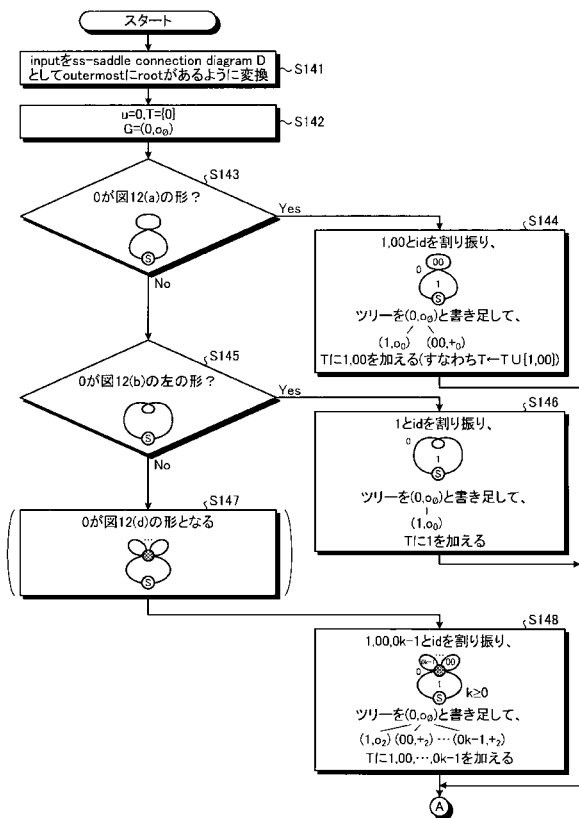 スタート
inputをss-saddle connection diagram D
としてoutermostにrootがあるように変換
S141
u=0,T={0}
G=(0,oø)
S142
S143
0が図12(a)の形？
S
Yes
No
S144
1,00とidを割り振り、
0
00
1
S
ツリーを(0,oø)と書き足して、
(1,o₀) (00,+₀)
Tに1,00を加える(すなわちT←T∪{1,00})
S145
0が図12(b)の左の形？
S
Yes
No
S146
1とidを割り振り、
0
1
S
ツリーを(0,oø)と書き足して、
(1,o₀)
Tに1を加える
S147
0が図12(d)の形となる
…
S
S148
1,00,0k-1とidを割り振り、
…
0k-1 00
0
1
S
k≥0
ツリーを(0,oø)と書き足して、
(1,o₂) (00,+₂) … (0k-1,+₂)
Tに1,00,…,0k-1を加える
A